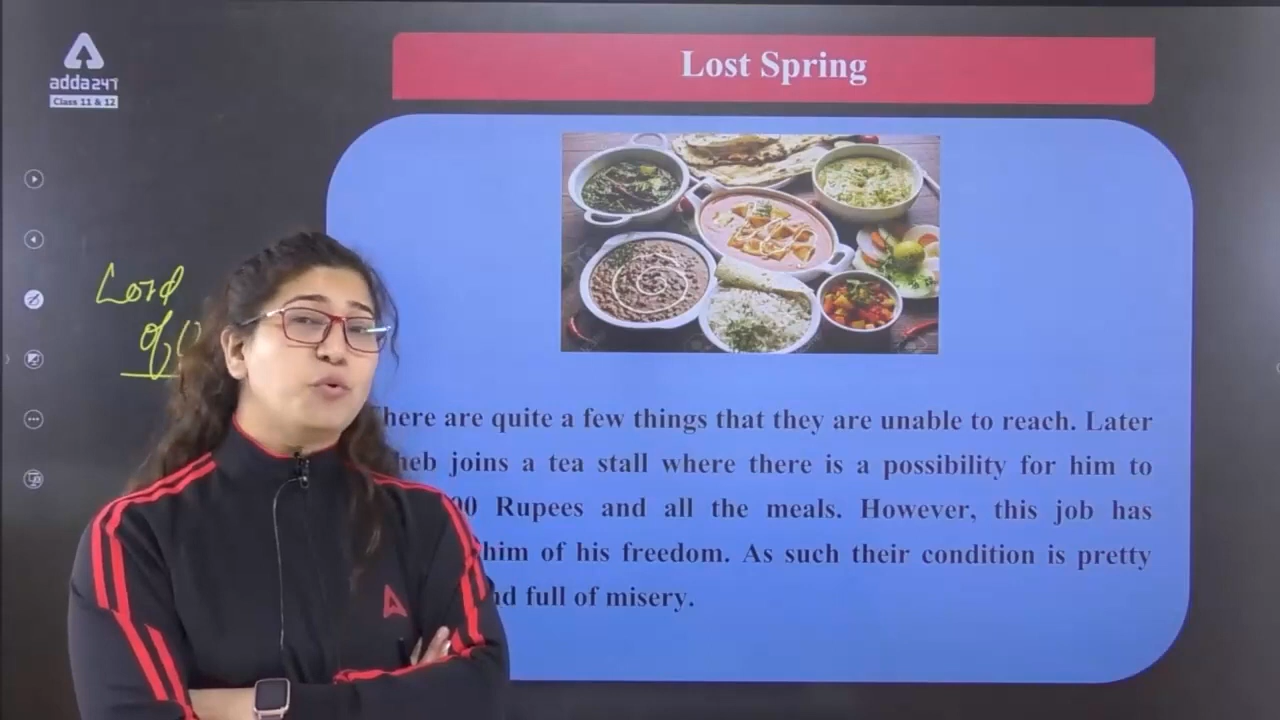 adda247
Class 11 & 12
Lost Spring
Lord
of
There are quite a few things that they are unable to reach. Later
joins a tea stall where there is a possibility for him to
Rupees and all the meals. However, this job has
him of his freedom. As such their condition is pretty
full of misery.